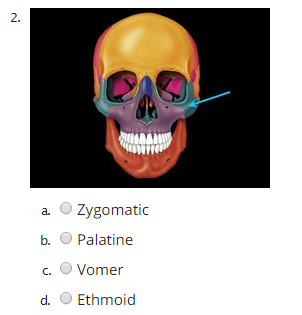 2.
a. Zygomatic
b. Palatine
c. Vomer
d. Ethmoid